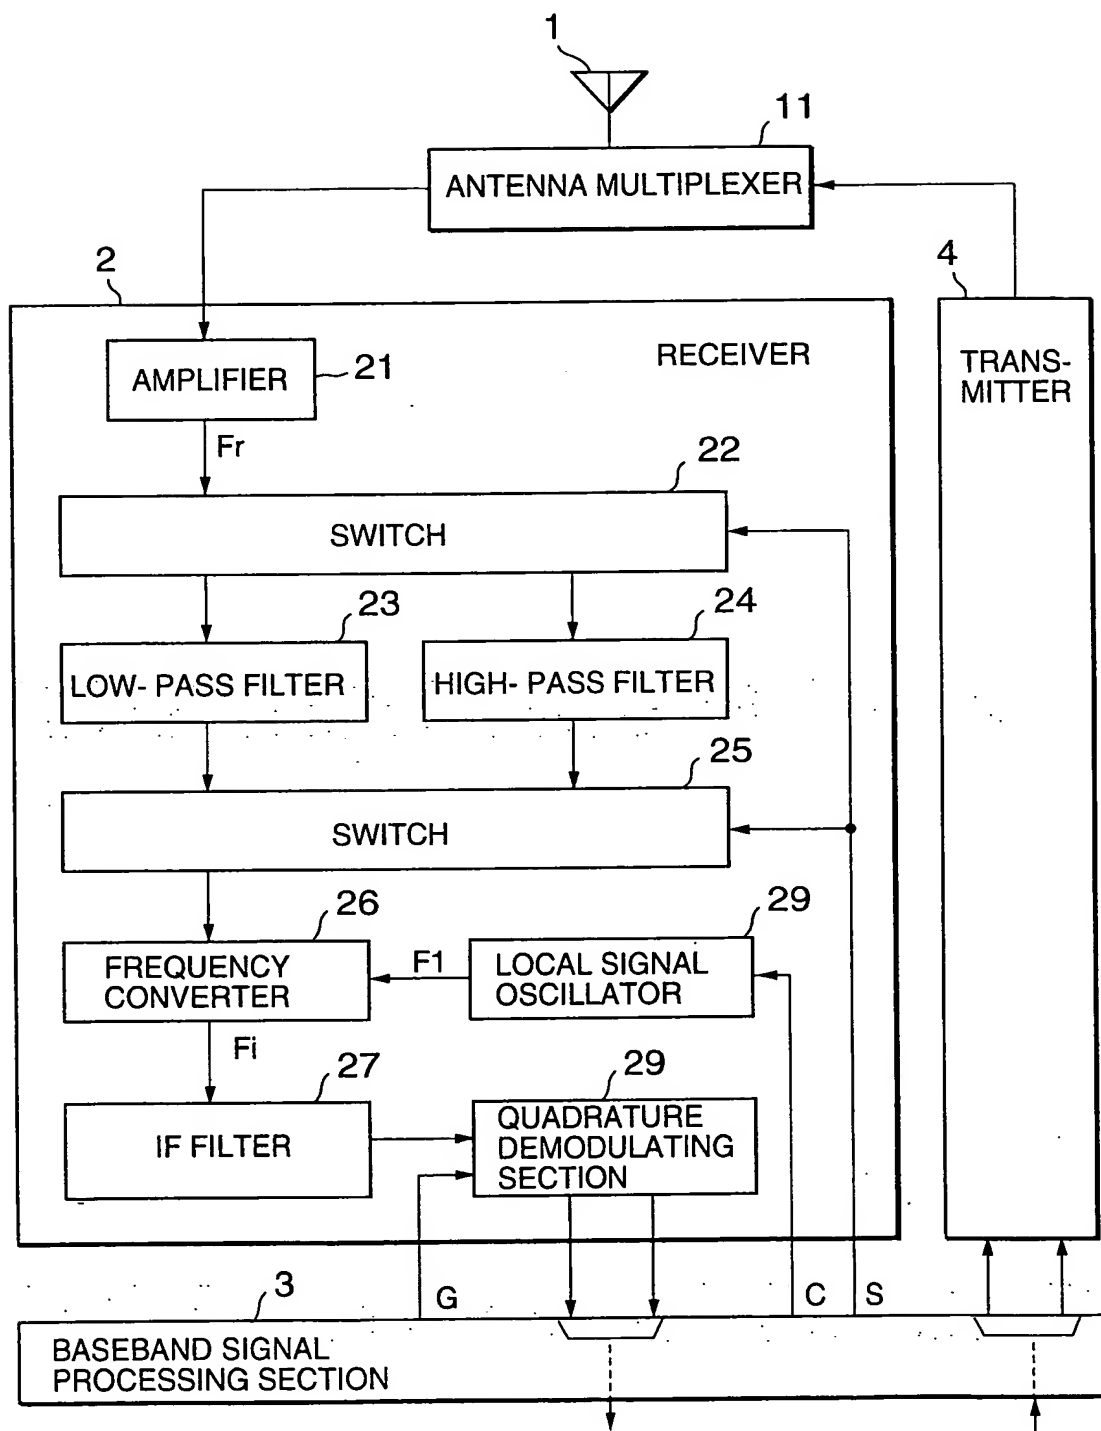 1
11
ANTENNA MULTIPLEXER
2
4
RECEIVER
TRANS-
MITTER
AMPLIFIER
21
Fr
22
SWITCH
23
24
LOW- PASS FILTER
HIGH- PASS FILTER
25
SWITCH
26
29
FREQUENCY
CONVERTER
F1
LOCAL SIGNAL
OSCILLATOR
Fi
27
29
IF FILTER
QUADRATURE
DEMODULATING
SECTION
3
G
C
S
BASEBAND SIGNAL
PROCESSING SECTION